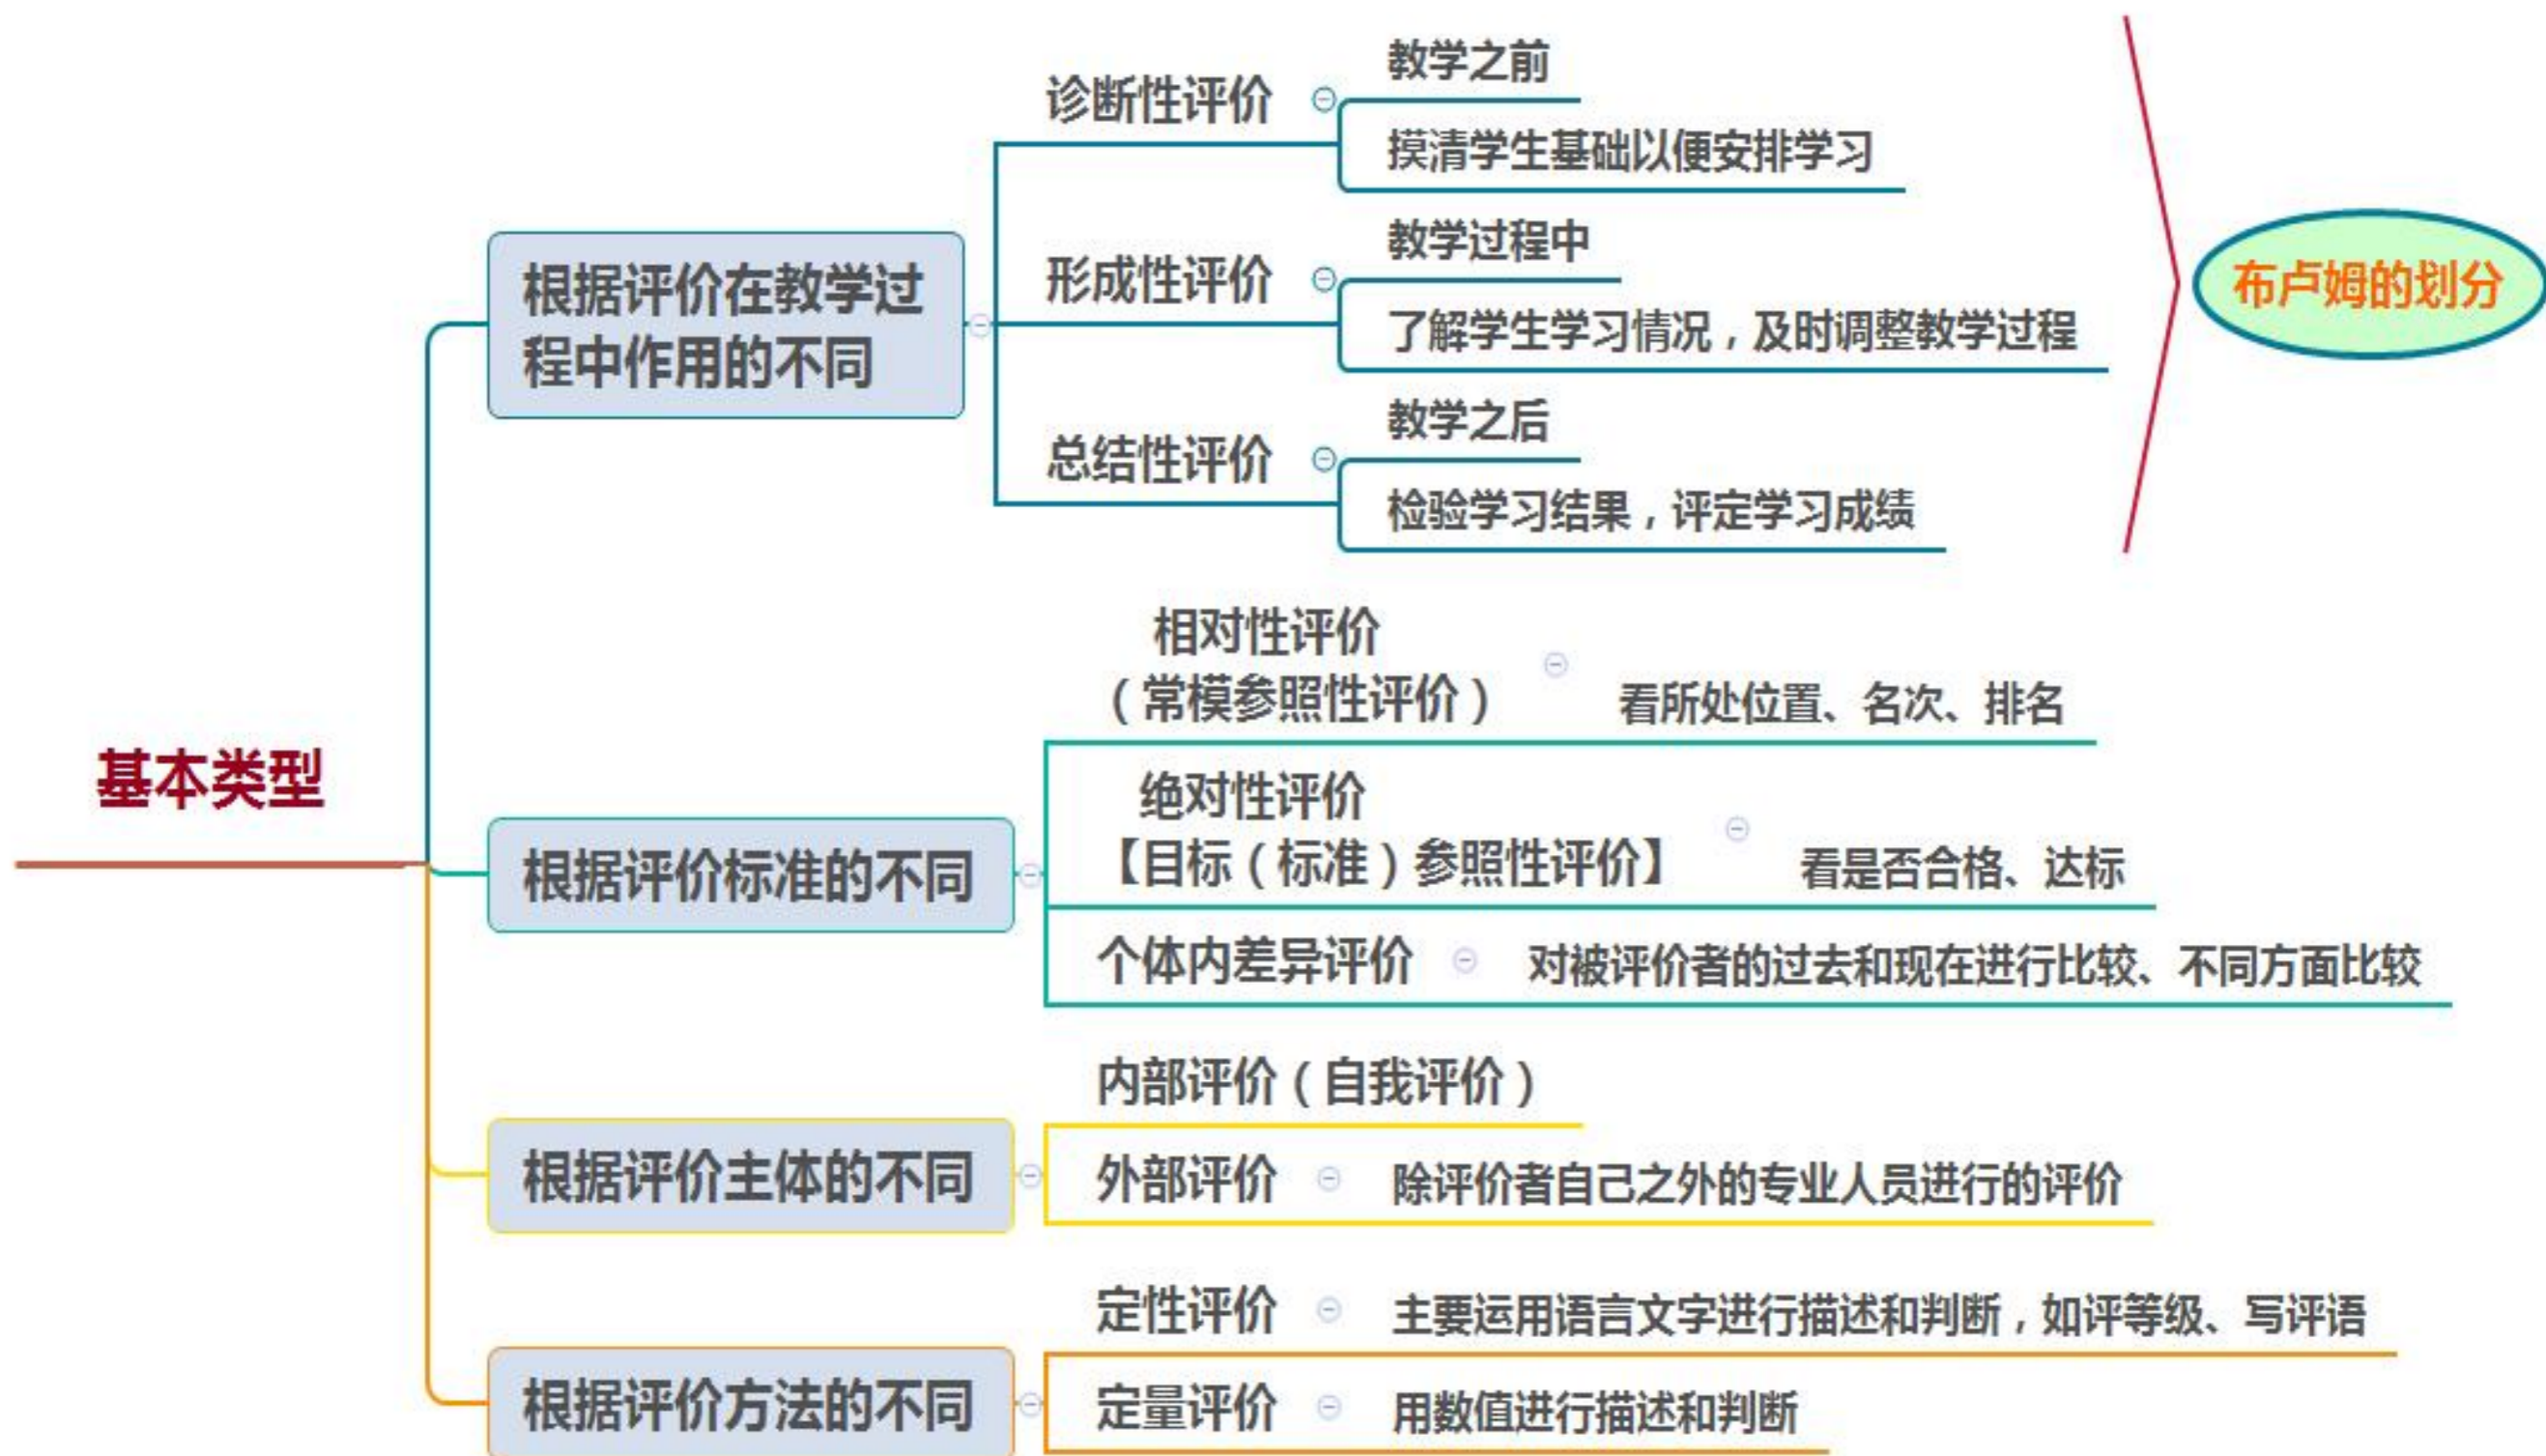 基本类型
根据评价在教学过
程中作用的不同
诊断性评价
教学之前
摸清学生基础以便安排学习
形成性评价
教学过程中
了解学生学习情况，及时调整教学过程
总结性评价
教学之后
检验学习结果，评定学习成绩
布卢姆的划分
根据评价标准的不同
相对性评价
（常模参照性评价）
看所处位置、名次、排名
绝对性评价
【目标（标准）参照性评价】
看是否合格、达标
个体内差异评价
对被评价者的过去和现在进行比较、不同方面比较
根据评价主体的不同
内部评价（自我评价）
外部评价
除评价者自己之外的专业人员进行的评价
根据评价方法的不同
定性评价
主要运用语言文字进行描述和判断，如评等级、写评语
定量评价
用数值进行描述和判断